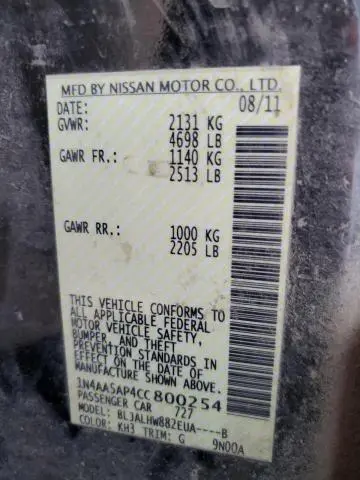 MFD BY NISSAN MOTOR CO., LTD.
DATE: 08/11
GVWR: 2131 KG
4698 LB
GAWR FR.: 1140 KG
2513 LB
GAWR RR.: 1000 KG
2205 LB
THIS VEHICLE CONFORMS TO
ALL APPLICABLE FEDERAL
MOTOR VEHICLE SAFETY,
BUMPER, AND THEFT
PREVENTION STANDARDS IN
EFFECT ON THE DATE OF
MANUFACTURE SHOWN ABOVE.
1N4AA5AP4CC800254
PASSENGER CAR 727
MODEL: BLJALHW882EUA----B
COLOR: KH3 TRIM: G 9N00A